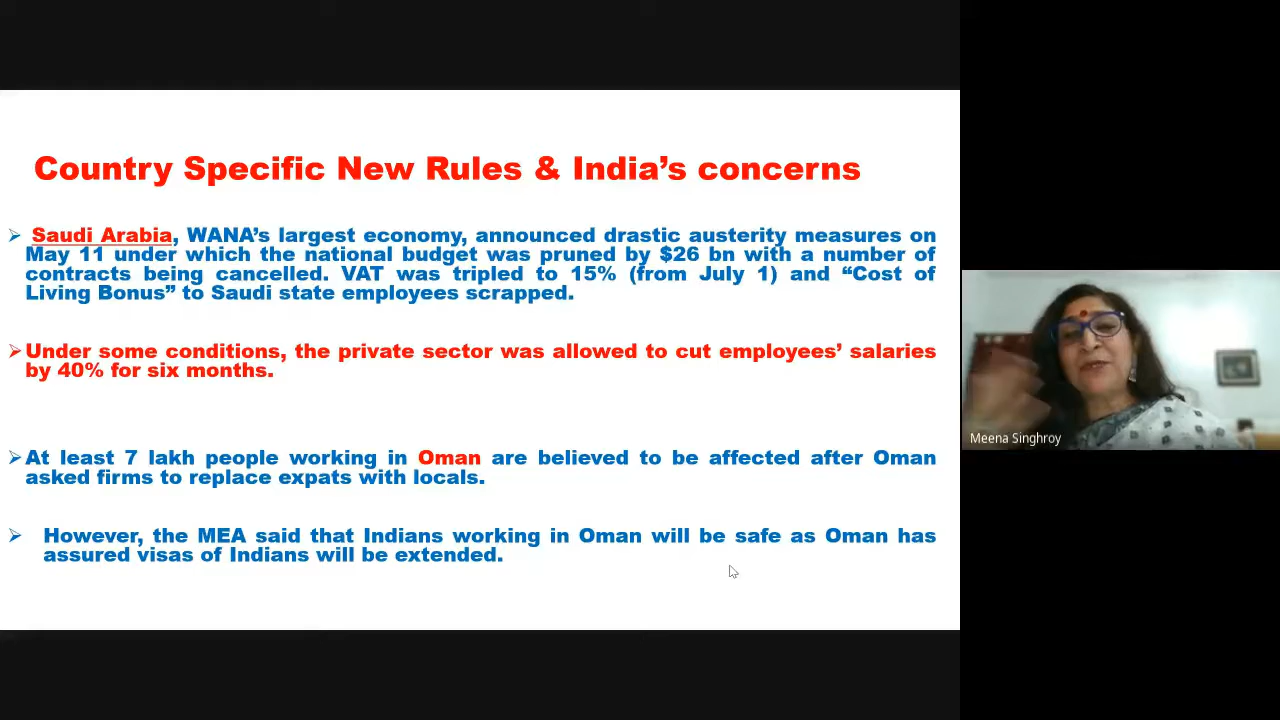 Country Specific New Rules & India’s concerns
➢ Saudi Arabia, WANA’s largest economy, announced drastic austerity measures on
May 11 under which the national budget was pruned by $26 bn with a number of
contracts being cancelled. VAT was tripled to 15% (from July 1) and “Cost of
Living Bonus” to Saudi state employees scrapped.
➢Under some conditions, the private sector was allowed to cut employees’ salaries
by 40% for six months.
➢At least 7 lakh people working in Oman are believed to be affected after Oman
asked firms to replace expats with locals.
➢ However, the MEA said that Indians working in Oman will be safe as Oman has
assured visas of Indians will be extended.
Meena Singhroy